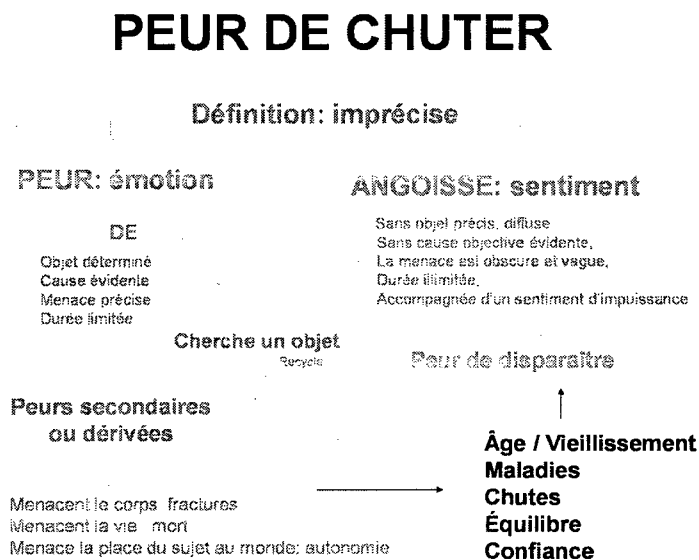 PEUR DE CHUTER
Définition: imprécise
PEUR: émotion
DE
Objet déterminé
Cause évidente
Menace précise
Durée limitée
ANGOISSE: sentiment
Sans objet précis, diffuse
Sans cause objective évidente,
La menace est obscure et vague,
Durée illimitée,
Accompagnée d'un sentiment d'impuissance
Cherche un objet
Recycle
Peur de disparaître
Peurs secondaires
ou dérivées
Menacent le corps fractures
Menacent la vie mort
Menace la place du sujet au monde: autonomie
Âge / Vieillissement
Maladies
Chutes
Équilibre
Confiance